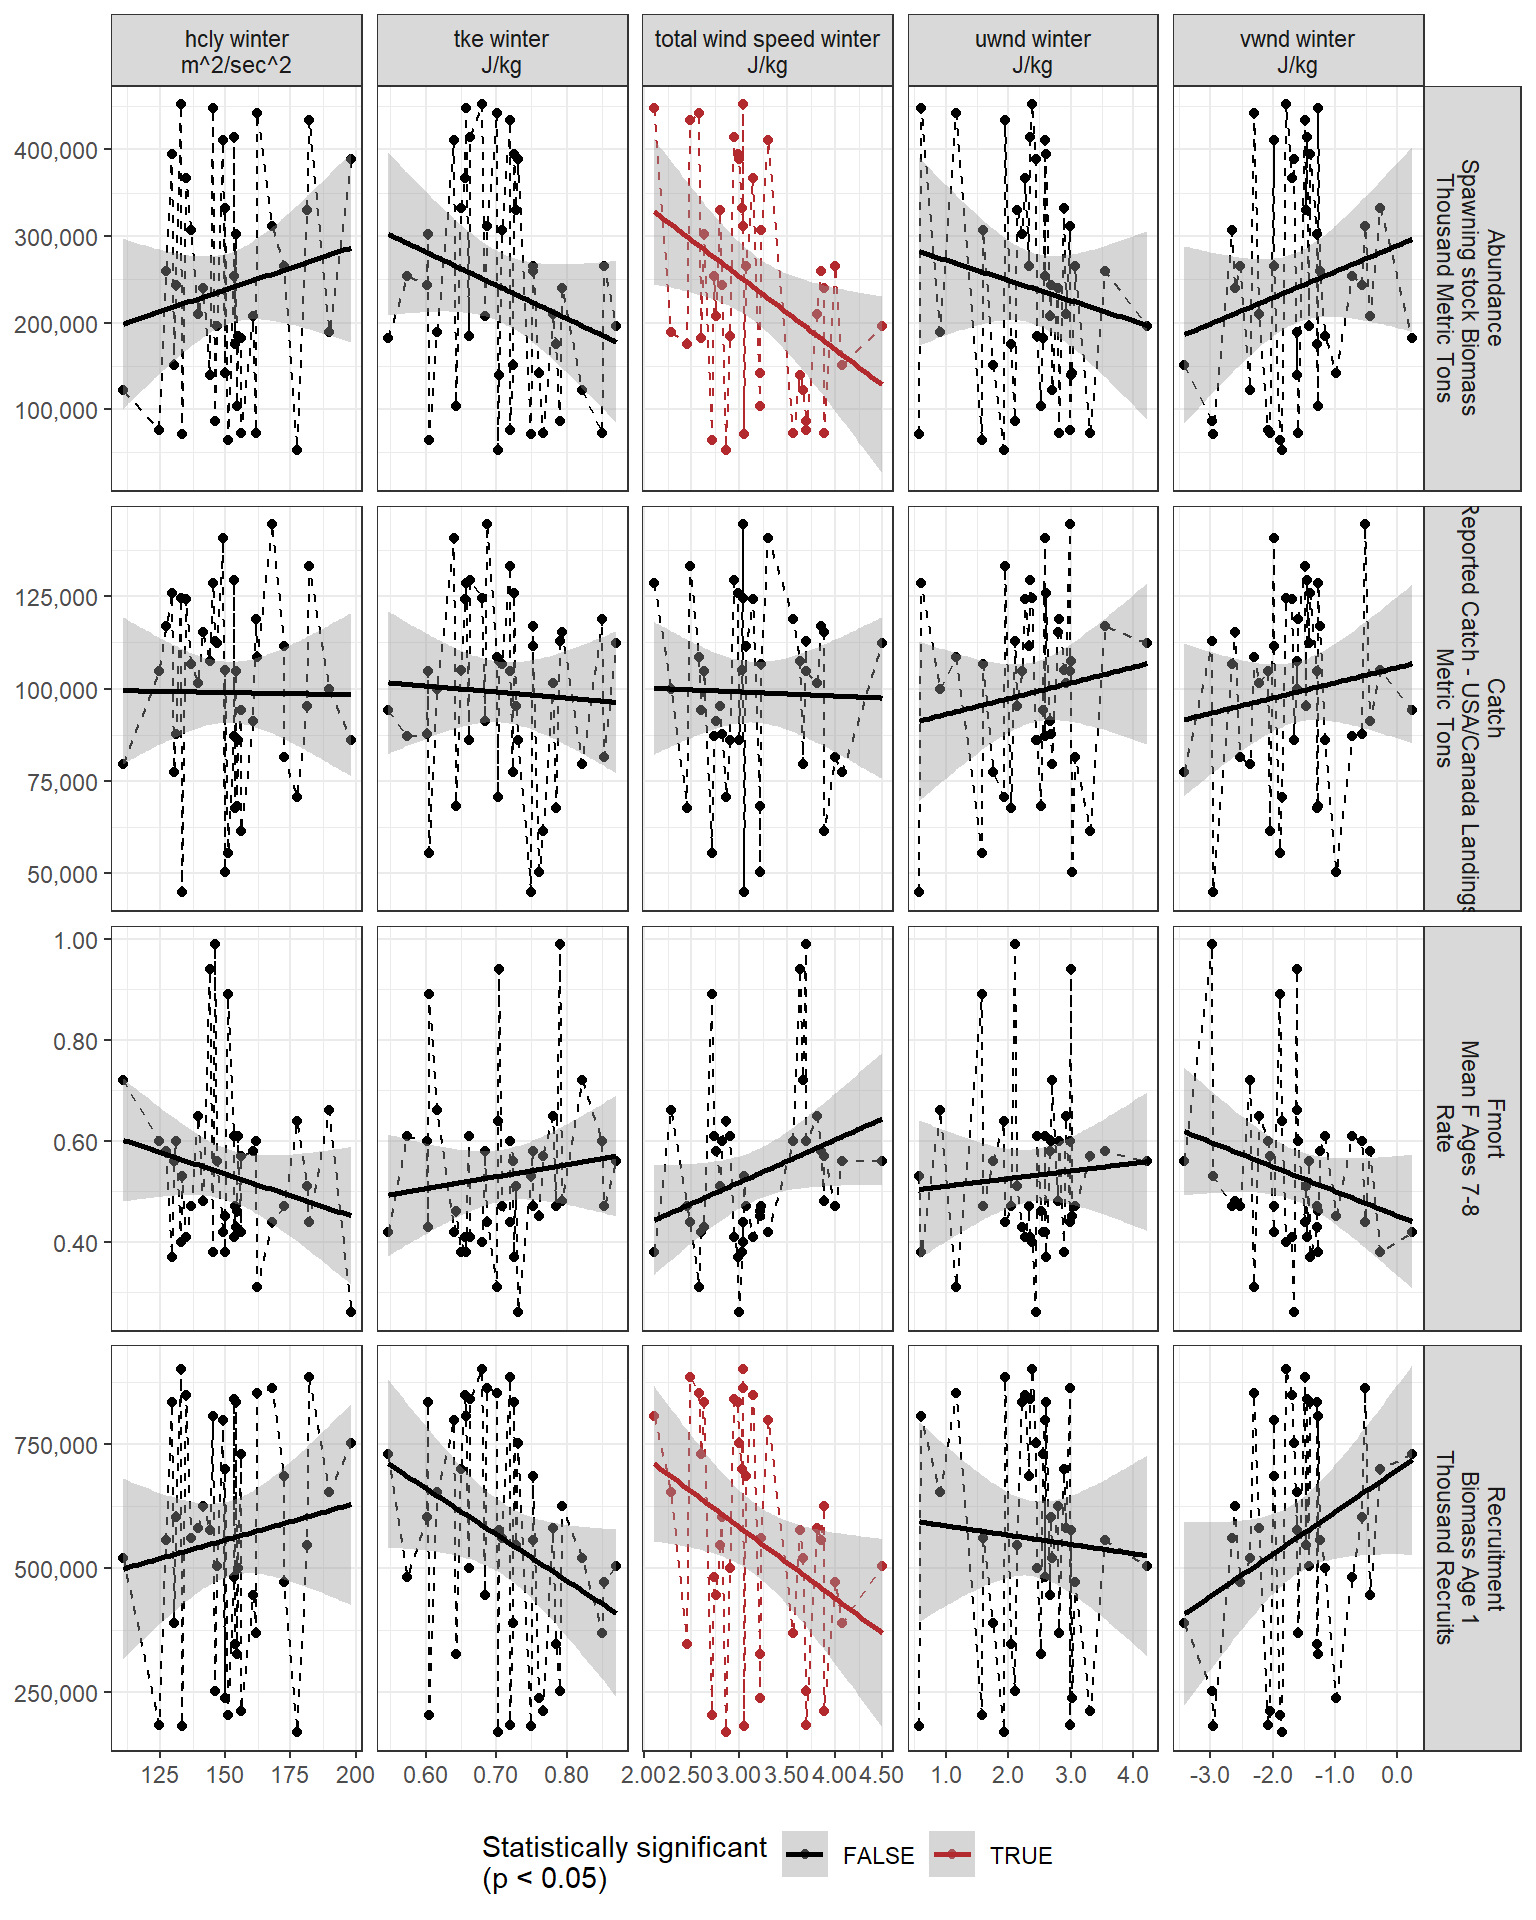 hcly winter
m^2/sec^2
tke winter
J/kg
total wind speed winter
J/kg
uwnd winter
J/kg
vwnd winter
J/kg
400,000
300,000
200,000
100,000
Abundance
Spawning stock Biomass
Thousand Metric Tons
125,000
100,000
75,000
50,000
Catch
Reported Catch - USA/Canada Landings
Metric Tons
1.00
0.80
0.60
0.40
Fmort
Mean F Ages 7-8
Rate
750,000
500,000
250,000
Recruitment
Biomass Age 1
Thousand Recruits
125 150 175 200
0.60 0.70 0.80
2.00 2.50 3.00 3.50 4.00 4.50
1.0 2.0 3.0 4.0
-3.0 -2.0 -1.0 0.0
Statistically significant
(p < 0.05)
FALSE
TRUE